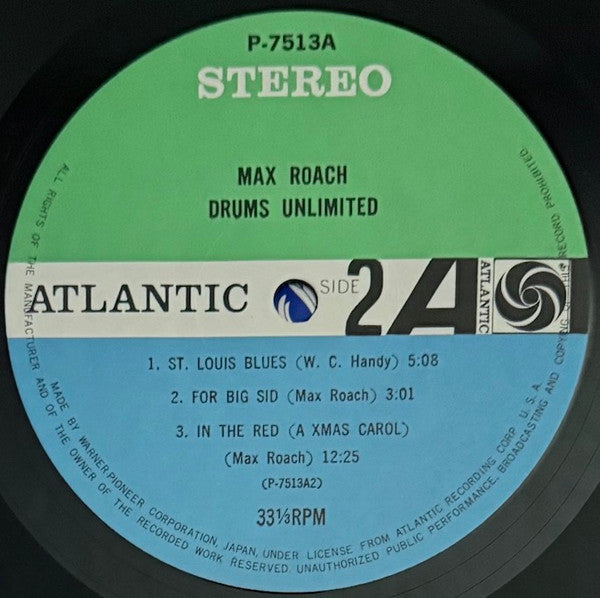 P-7513A
STEREO
MAX ROACH
DRUMS UNLIMITED
ATLANTIC
SIDE 2
A
ATLANTIC
1. ST. LOUIS BLUES (W. C. Handy) 5:08
2. FOR BIG SID (Max Roach) 3:01
3. IN THE RED (A XMAS CAROL)
(Max Roach) 12:25
(P-7513A2)
33⅓RPM
MADE BY WARNER-PIONEER CORPORATION, JAPAN, UNDER LICENSE FROM ATLANTIC RECORDING CORP. U. S. A.
ALL RIGHTS OF THE MANUFACTURER AND OF THE OWNER OF THE RECORDED WORK RESERVED. UNAUTHORIZED PUBLIC PERFORMANCE, BROADCASTING AND COPYING RECORD PROHIBITED.